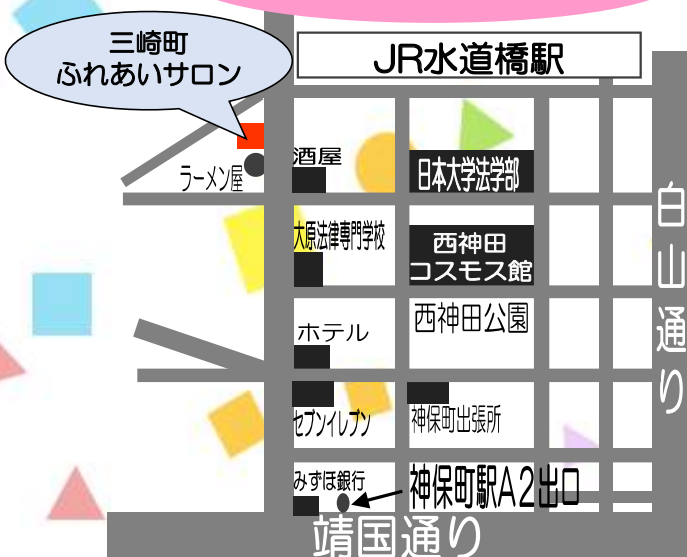 三崎町
ふれあいサロン
JR水道橋駅
酒屋
ラーメン屋
日本大学法学部
白山通り
大原法律専門学校
西神田
コスモス館
ホテル
西神田公園
セブンイレブン
神保町出張所
みずほ銀行
神保町駅A2出口
靖国通り